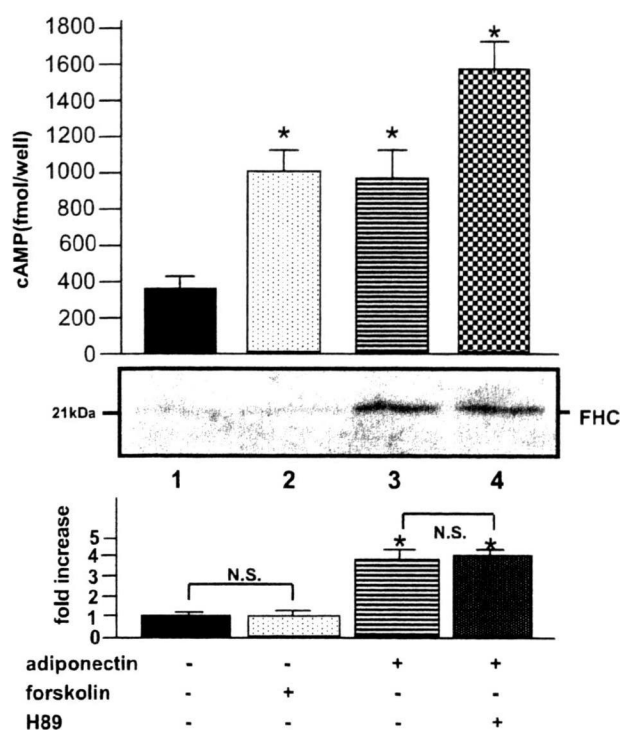 cAMP(fmol/well)
1800
1600
1400
1200
1000
800
600
400
200
0
* * *
21kDa FHC
1 2 3 4
fold increase
5
4
3
2
1
0
N.S. * N.S. *
adiponectin - - + +
forskolin - + - -
H89 - - - +